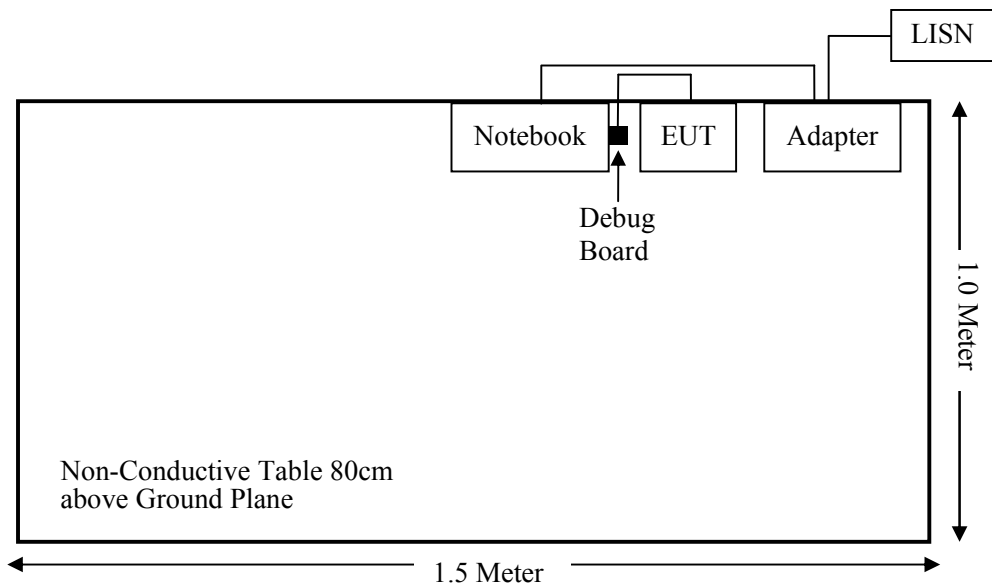 LISN
Notebook
EUT
Adapter
Debug
Board
1.0 Meter
Non-Conductive Table 80cm
above Ground Plane
1.5 Meter